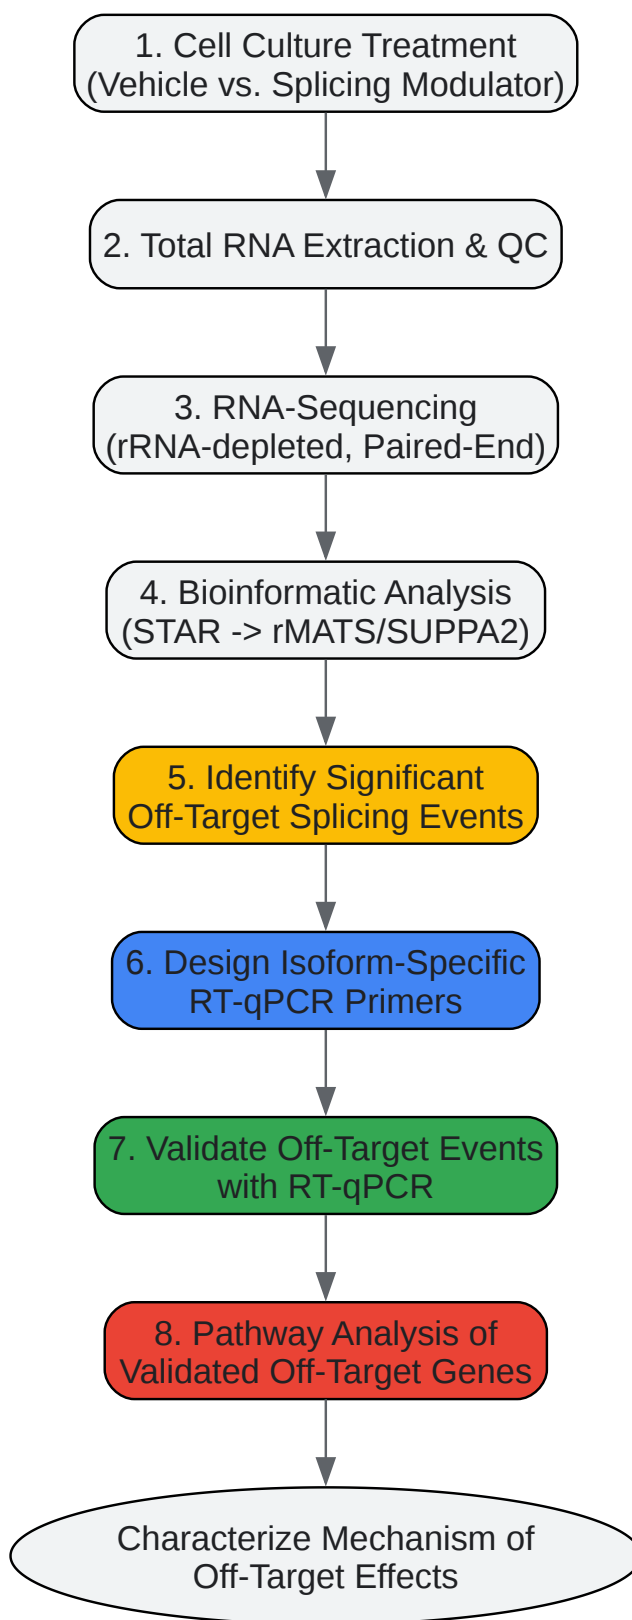 1. Cell Culture Treatment
(Vehicle vs. Splicing Modulator)
2. Total RNA Extraction & QC
3. RNA-Sequencing
(rRNA-depleted, Paired-End)
4. Bioinformatic Analysis
(STAR -> rMATS/SUPPA2)
5. Identify Significant
Off-Target Splicing Events
6. Design Isoform-Specific
RT-qPCR Primers
7. Validate Off-Target Events
with RT-qPCR
8. Pathway Analysis of
Validated Off-Target Genes
Characterize Mechanism of
Off-Target Effects